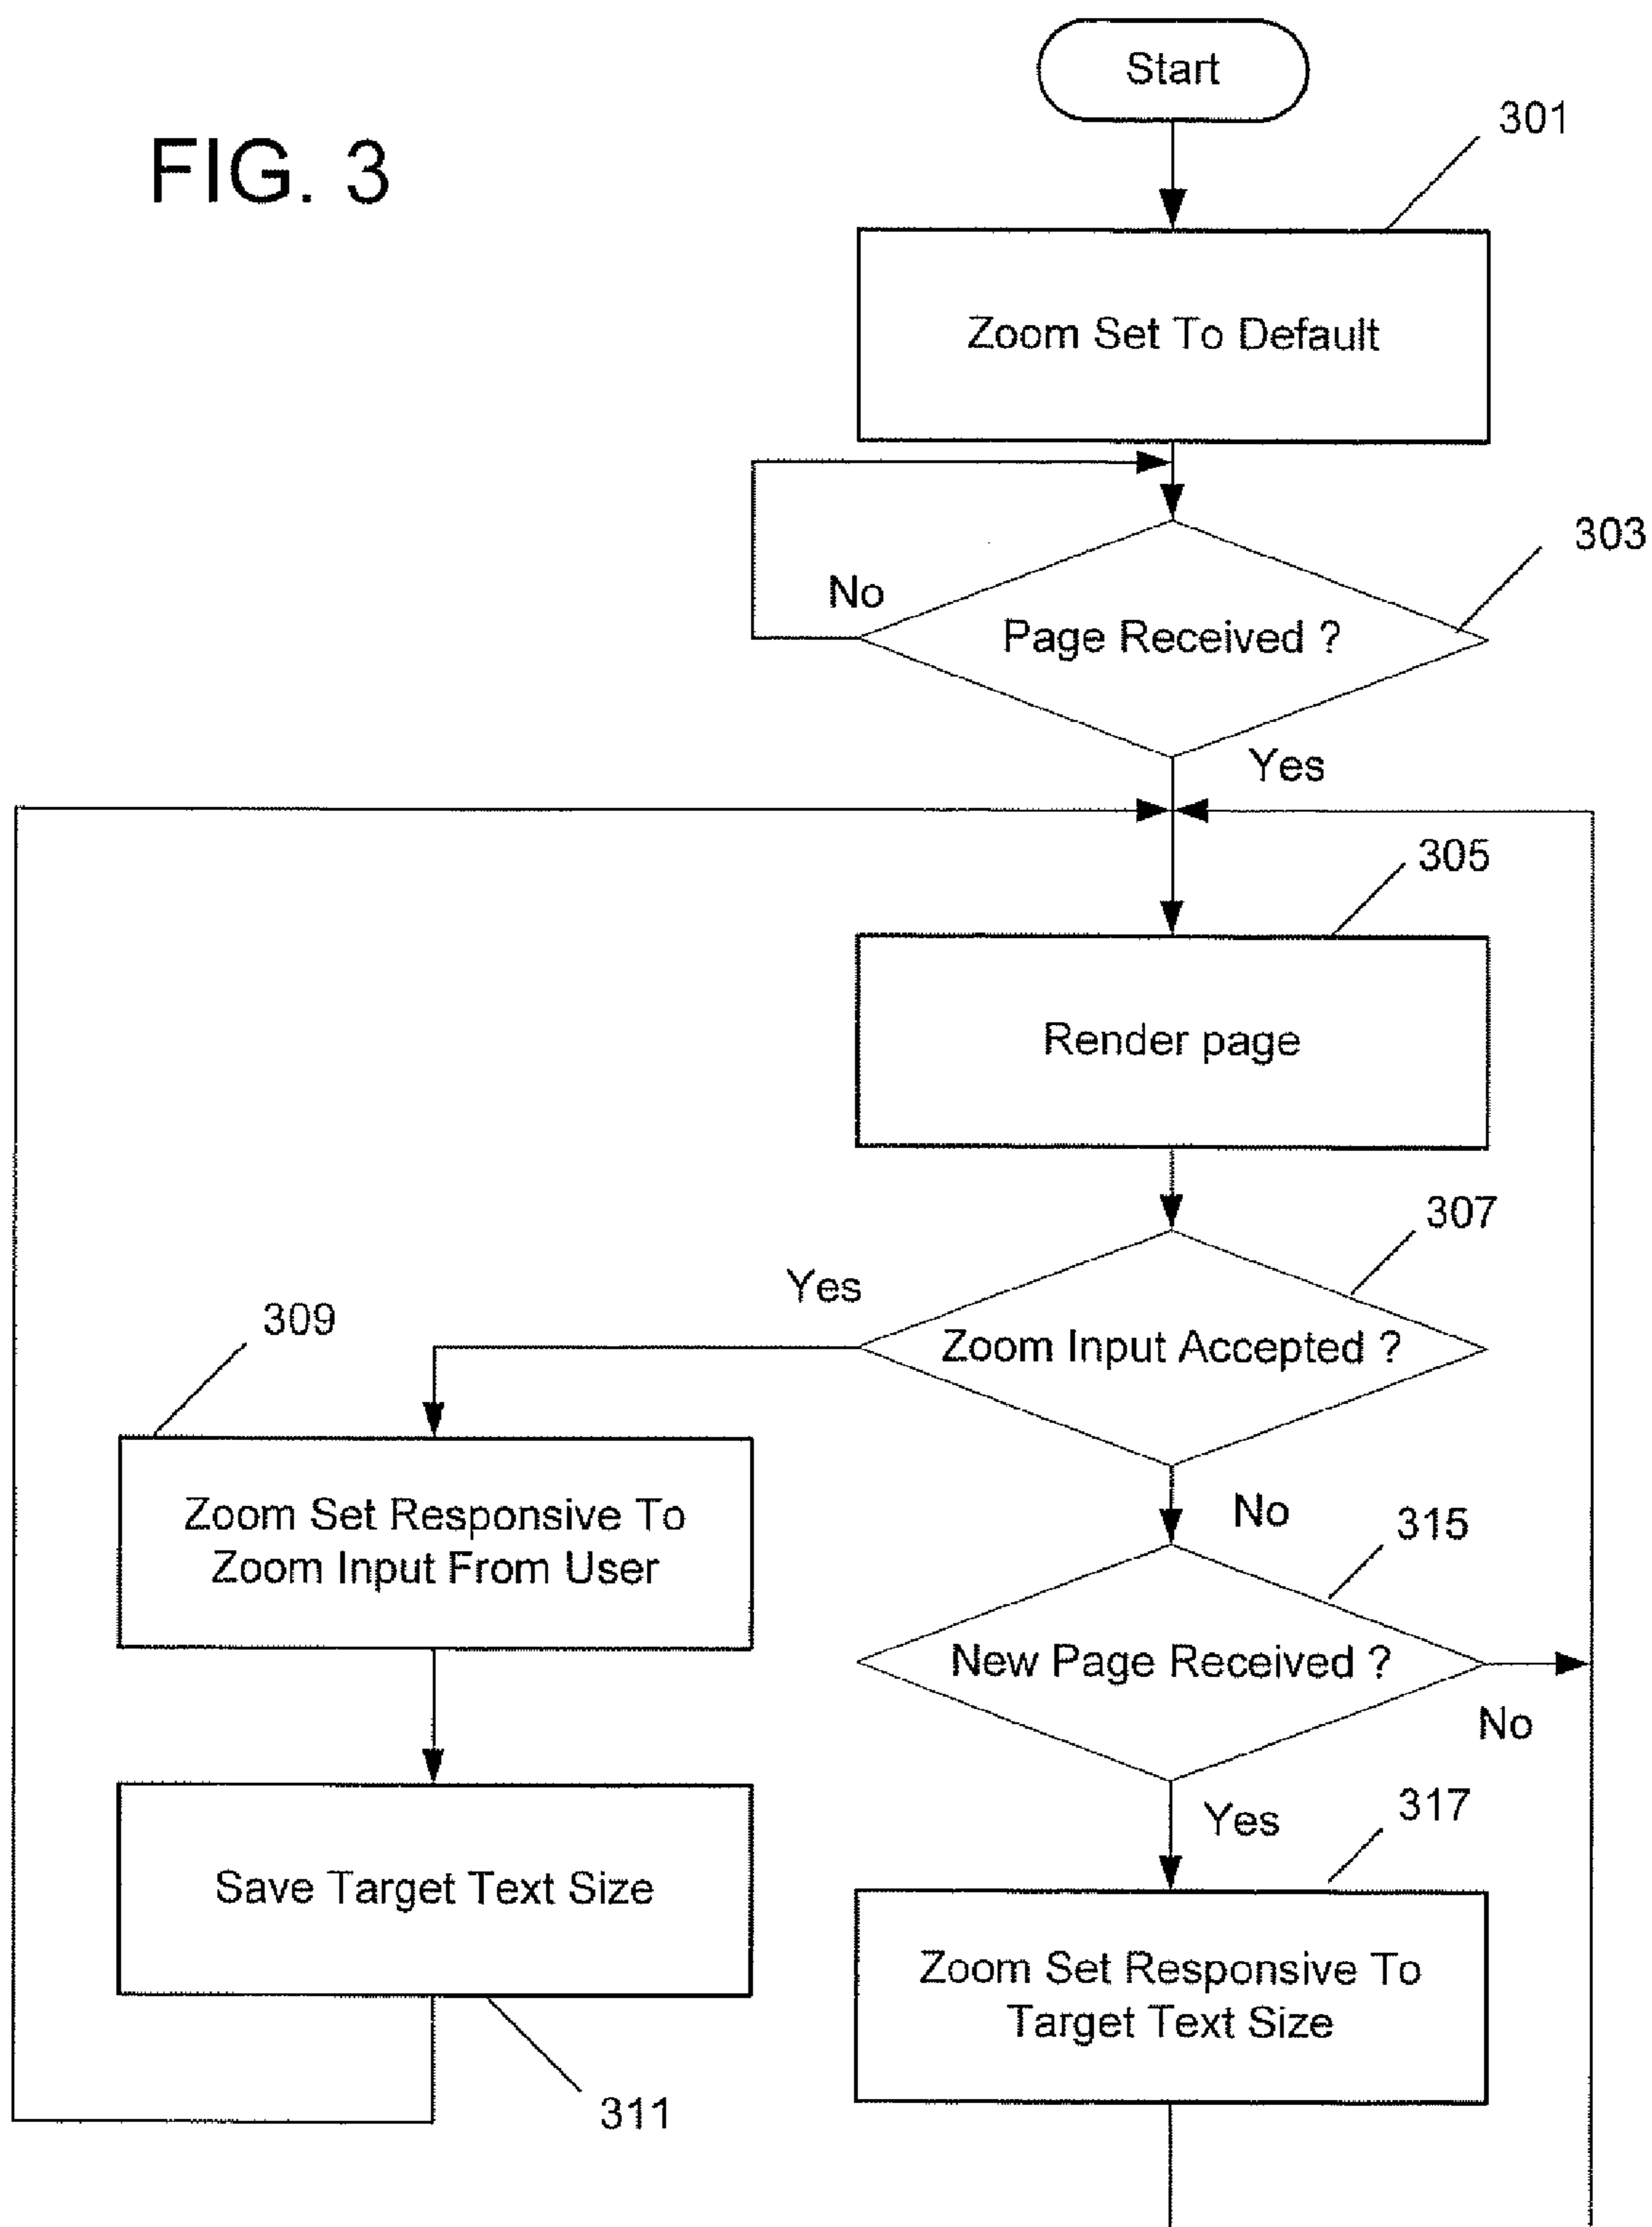 Start
301
FIG. 3
Zoom Set To Default
303
No
Page Received ?
Yes
305
Render page
307
Yes
Zoom Input Accepted ?
309
No
315
Zoom Set Responsive To
Zoom Input From User
New Page Received ?
No
317
Yes
Save Target Text Size
Zoom Set Responsive To
Target Text Size
311